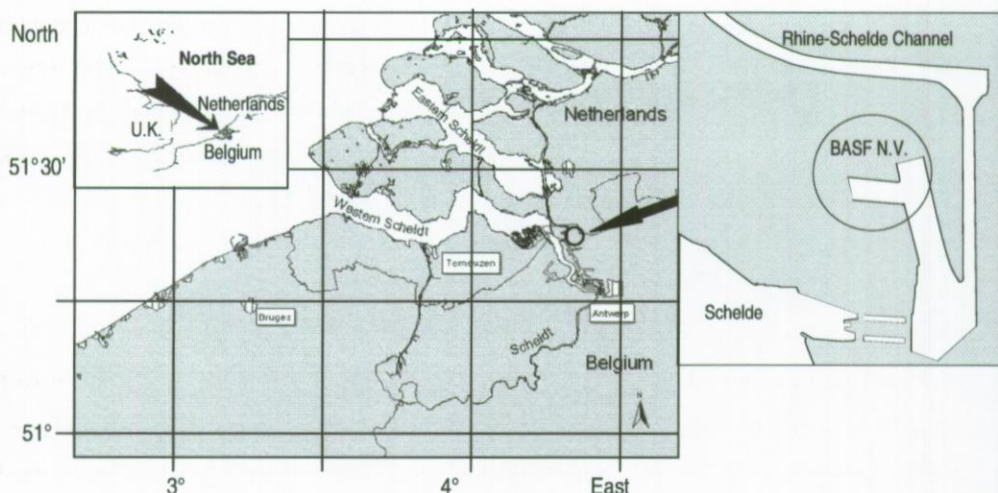 North
North Sea
Netherlands
U.K.
Belgium
51°30'
51°
3°
4°
East
Eastern Scheldt
Netherlands
Western Scheldt
Terneuzen
Bruges
Antwerp
Scheldt
Belgium
N
Rhine-Schelde Channel
BASF N.V.
Schelde